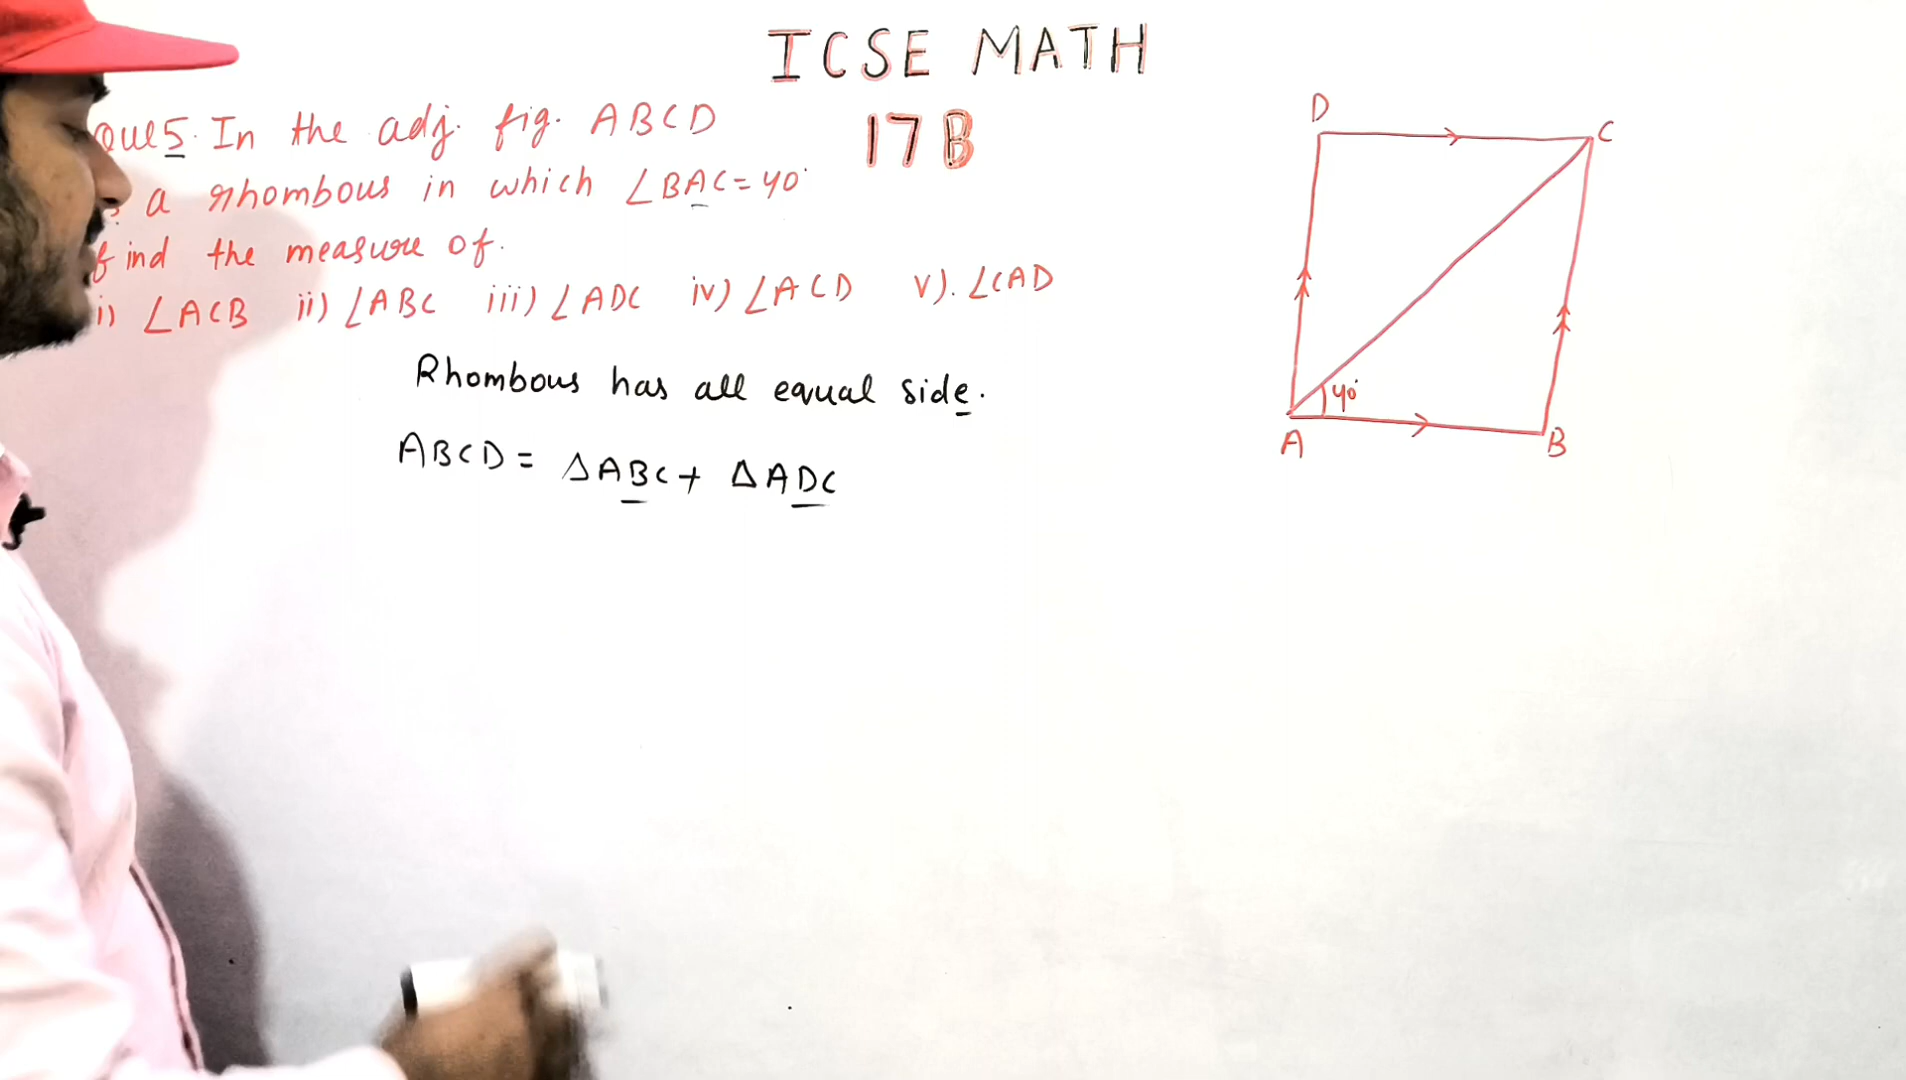 ICSE MATH
17B
Que5. In the adj. fig. ABCD
a rhombous in which ∠BAC=40°
find the measure of.
i) ∠ACB ii) ∠ABC iii) ∠ADC iv) ∠ACD v). ∠CAD
Rhombous has all equal side.
ABCD = ΔABC + ΔADC
D
C
40°
A
B